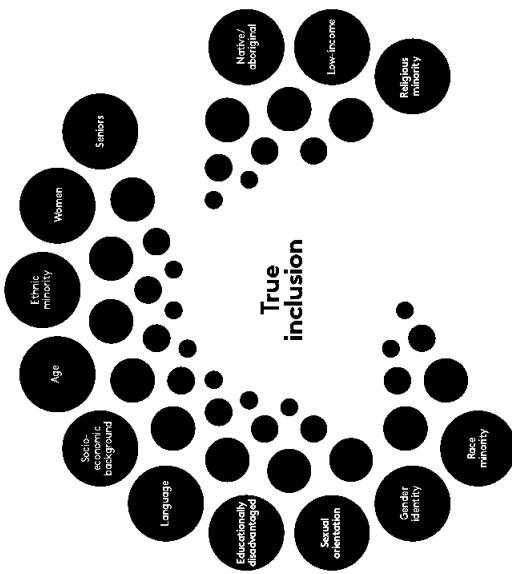 Race
minority
Gender
identity
Sexual
orientation
Educationally
disadvantaged
Language
Socio-
economic
background
Age
Ethnic
minority
Women
Seniors
Native/
aboriginal
Low-income
Religious
minority
True
inclusion